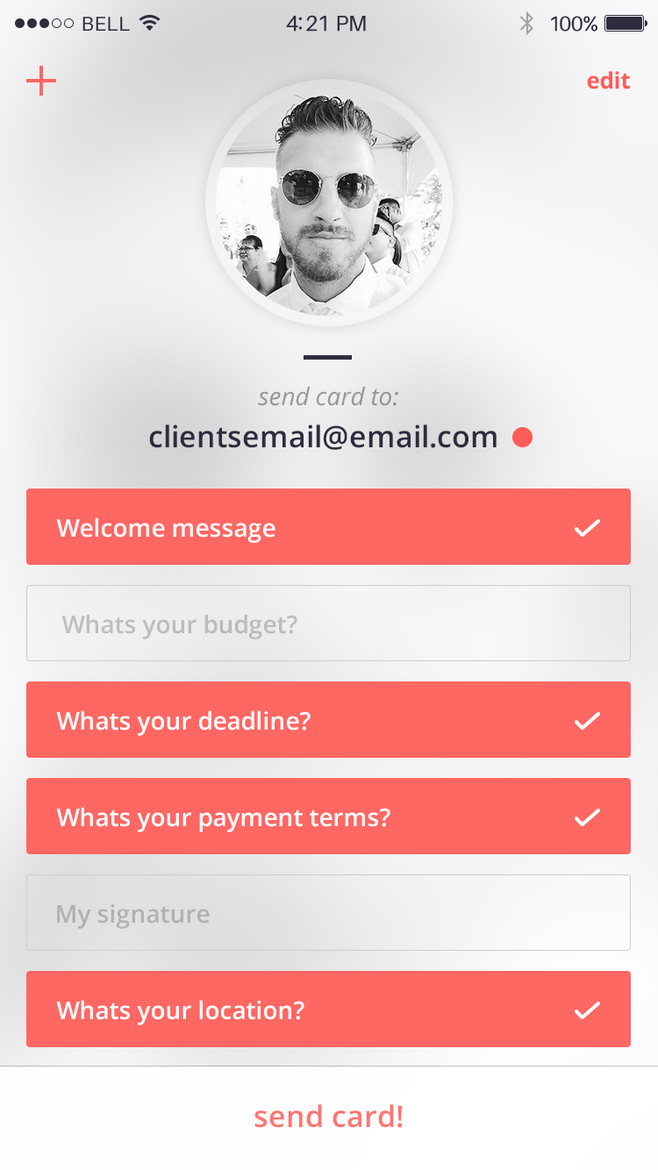 BELL 4:21 PM 100%
edit
send card to:
clientsemail@email.com
Welcome message
Whats your budget?
Whats your deadline?
Whats your payment terms?
My signature
Whats your location?
send card!